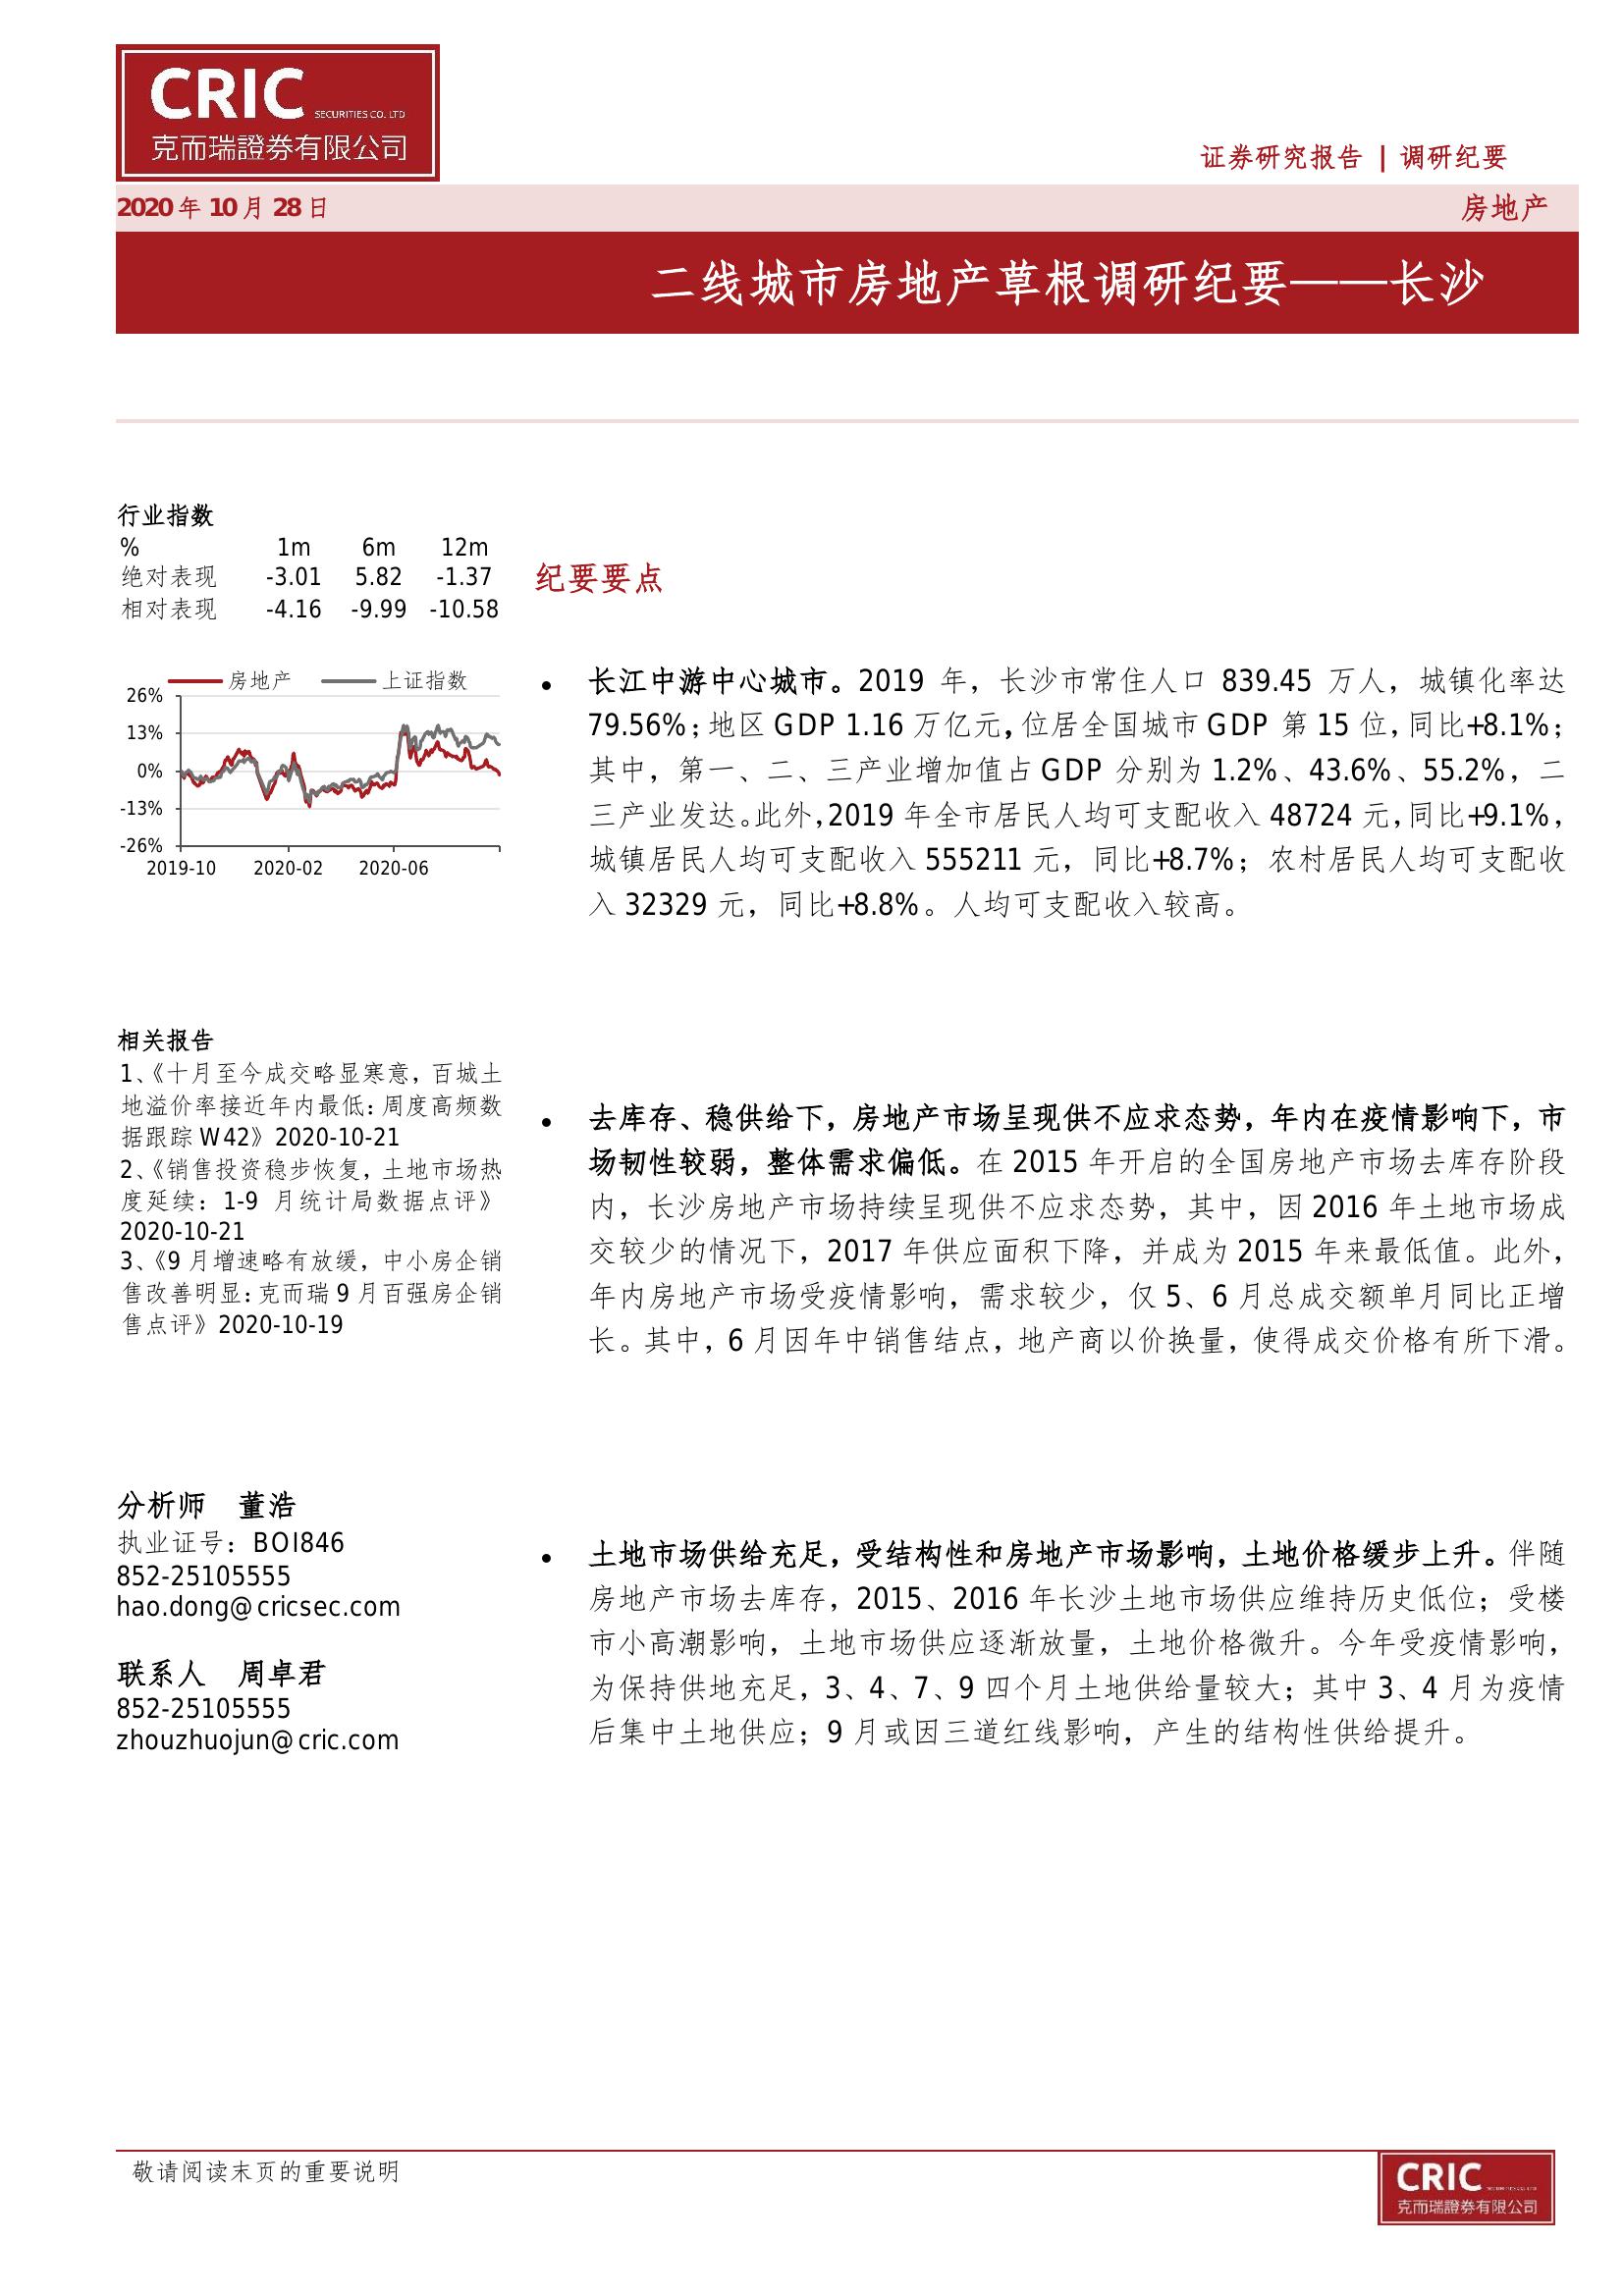 CRIC SECURITIES CO. LTD
克而瑞證券有限公司
证券研究报告 | 调研纪要
2020 年 10 月 28 日
房地产
二线城市房地产草根调研纪要——长沙
行业指数
% 1m 6m 12m
绝对表现 -3.01 5.82 -1.37
相对表现 -4.16 -9.99 -10.58
房地产 上证指数
26%
13%
0%
-13%
-26%
2019-10 2020-02 2020-06
相关报告
1、《十月至今成交略显寒意，百城土
地溢价率接近年内最低：周度高频数
据跟踪 W42》2020-10-21
2、《销售投资稳步恢复，土地市场热
度延续：1-9 月统计局数据点评》
2020-10-21
3、《9 月增速略有放缓，中小房企销
售改善明显：克而瑞 9 月百强房企销
售点评》2020-10-19
分析师 董浩
执业证号：BOI846
852-25105555
hao.dong@cricsec.com
联系人 周卓君
852-25105555
zhouzhuojun@cric.com
纪要要点
• 长江中游中心城市。2019 年，长沙市常住人口 839.45 万人，城镇化率达
79.56%；地区 GDP 1.16 万亿元，位居全国城市 GDP 第 15 位，同比+8.1%；
其中，第一、二、三产业增加值占 GDP 分别为 1.2%、43.6%、55.2%，二
三产业发达。此外，2019 年全市居民人均可支配收入 48724 元，同比+9.1%，
城镇居民人均可支配收入 555211 元，同比+8.7%；农村居民人均可支配收
入 32329 元，同比+8.8%。人均可支配收入较高。
• 去库存、稳供给下，房地产市场呈现供不应求态势，年内在疫情影响下，市
场韧性较弱，整体需求偏低。在 2015 年开启的全国房地产市场去库存阶段
内，长沙房地产市场持续呈现供不应求态势，其中，因 2016 年土地市场成
交较少的情况下，2017 年供应面积下降，并成为 2015 年来最低值。此外，
年内房地产市场受疫情影响，需求较少，仅 5、6 月总成交额单月同比正增
长。其中，6 月因年中销售结点，地产商以价换量，使得成交价格有所下滑。
• 土地市场供给充足，受结构性和房地产市场影响，土地价格缓步上升。伴随
房地产市场去库存，2015、2016 年长沙土地市场供应维持历史低位；受楼
市小高潮影响，土地市场供应逐渐放量，土地价格微升。今年受疫情影响，
为保持供地充足，3、4、7、9 四个月土地供给量较大；其中 3、4 月为疫情
后集中土地供应；9 月或因三道红线影响，产生的结构性供给提升。
敬请阅读末页的重要说明
CRIC
克而瑞證券有限公司